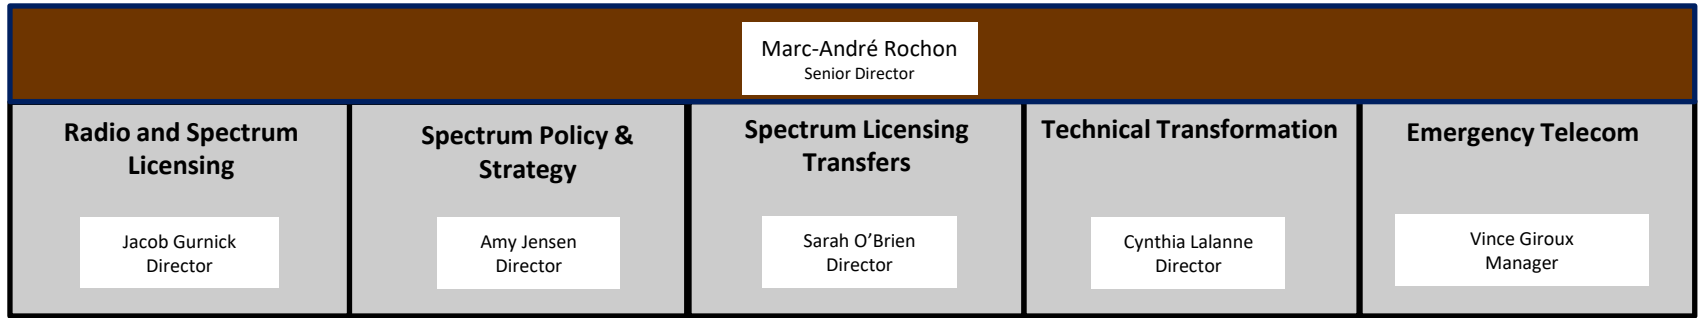 Marc-André Rochon
Senior Director
Radio and Spectrum
Licensing
Jacob Gurnick
Director
Spectrum Policy &
Strategy
Amy Jensen
Director
Spectrum Licensing
Transfers
Sarah O’Brien
Director
Technical Transformation
Cynthia Lalanne
Director
Emergency Telecom
Vince Giroux
Manager